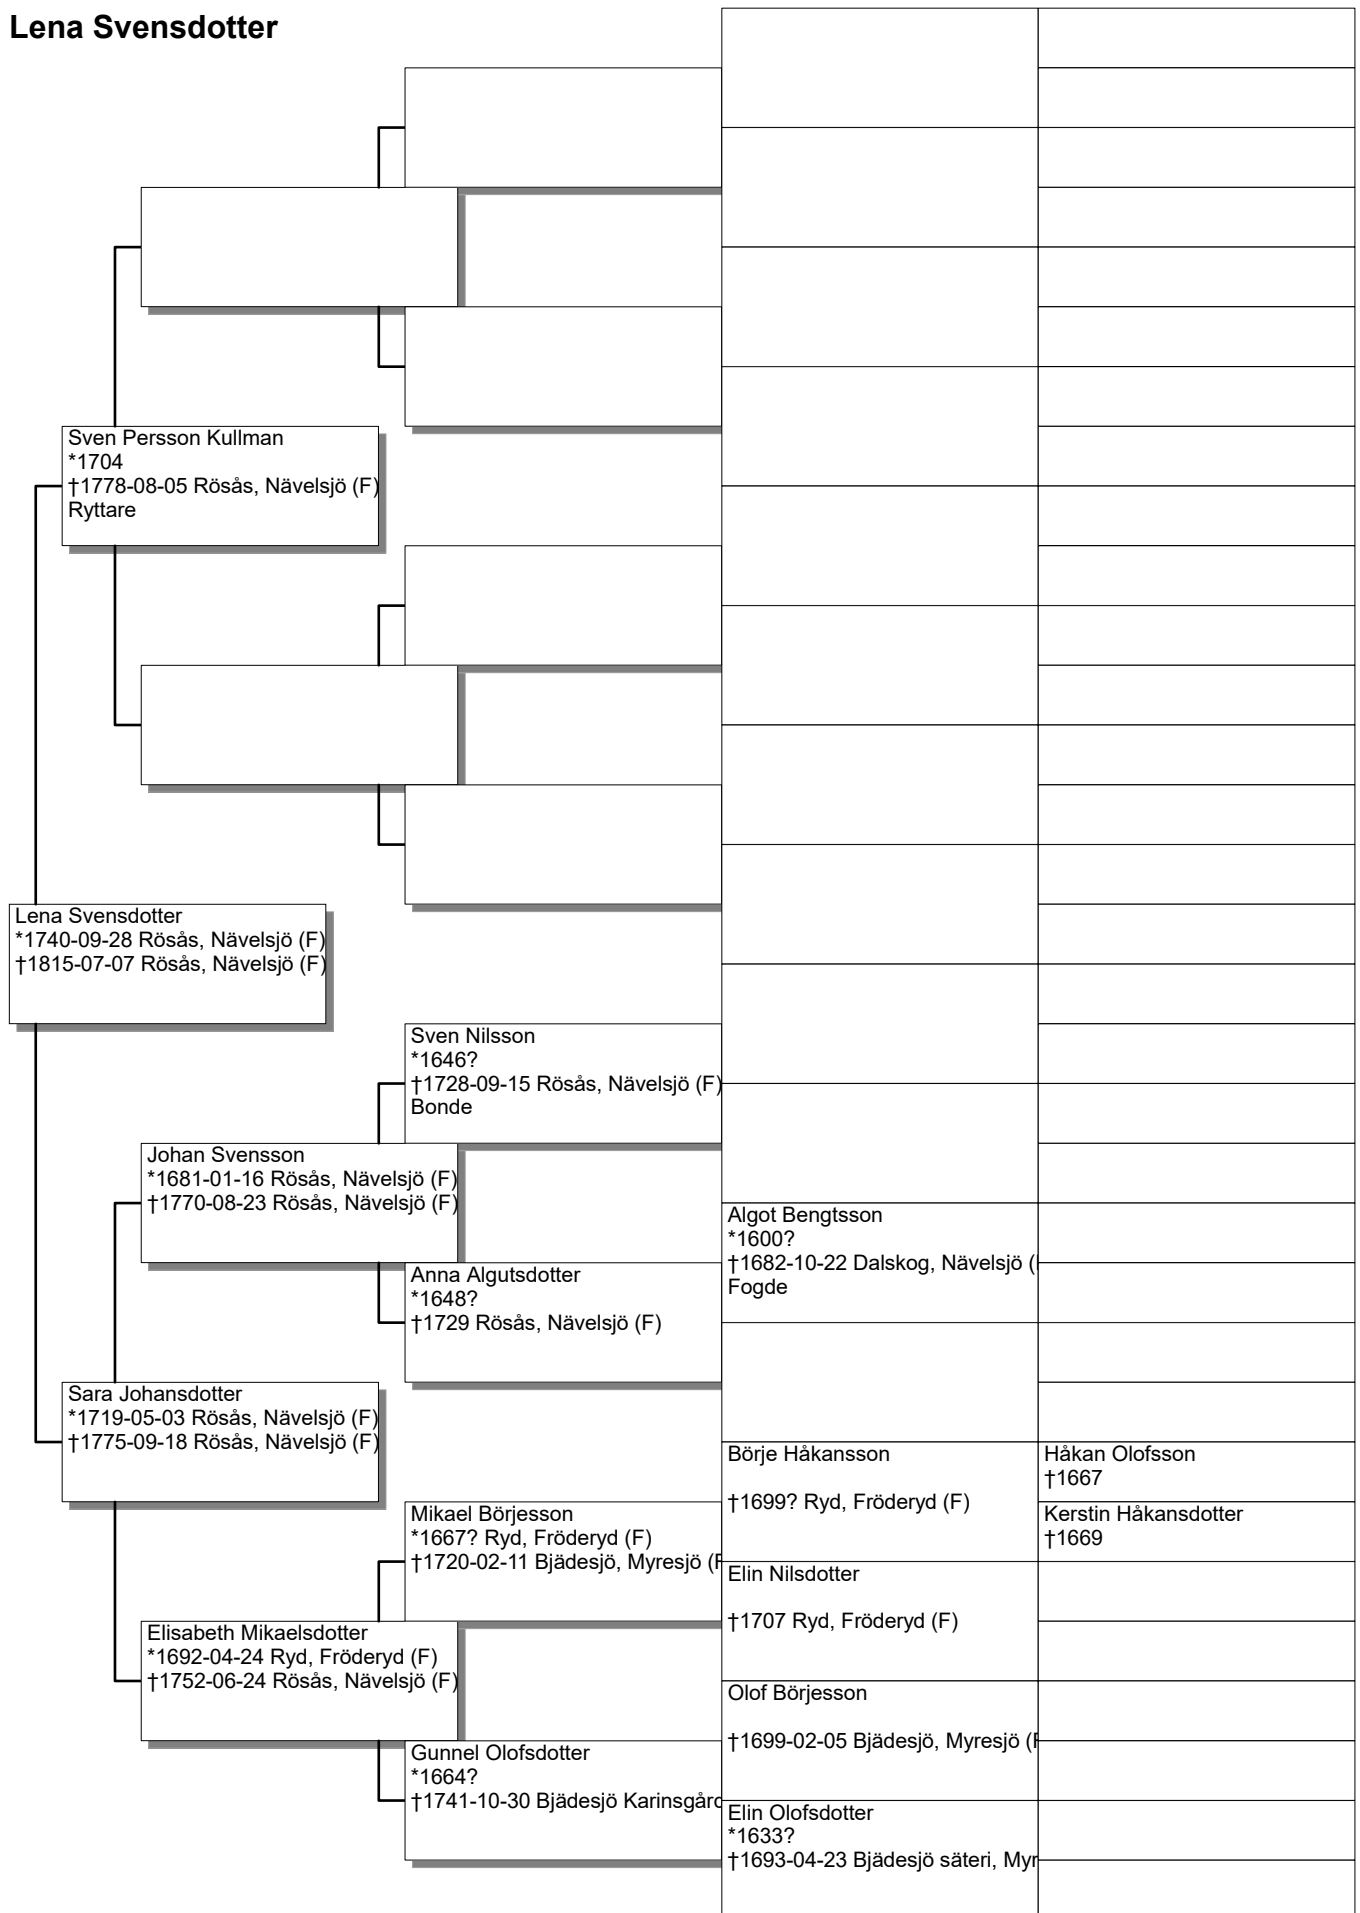 Lena Svensdotter
Sven Persson Kullman
*1704
†1778-08-05 Rösås, Nävelsjö (F)
Ryttare
Lena Svensdotter
*1740-09-28 Rösås, Nävelsjö (F)
†1815-07-07 Rösås, Nävelsjö (F)
Sven Nilsson
*1646?
†1728-09-15 Rösås, Nävelsjö (F)
Bonde
Johan Svensson
*1681-01-16 Rösås, Nävelsjö (F)
†1770-08-23 Rösås, Nävelsjö (F)
Algot Bengtsson
*1600?
†1682-10-22 Dalskog, Nävelsjö (
Fogde
Anna Algutsdotter
*1648?
†1729 Rösås, Nävelsjö (F)
Sara Johansdotter
*1719-05-03 Rösås, Nävelsjö (F)
†1775-09-18 Rösås, Nävelsjö (F)
Börje Håkansson
†1699? Ryd, Fröderyd (F)
Håkan Olofsson
†1667
Kerstin Håkansdotter
†1669
Mikael Börjesson
*1667? Ryd, Fröderyd (F)
†1720-02-11 Bjädesjö, Myresjö (F
Elin Nilsdotter
†1707 Ryd, Fröderyd (F)
Elisabeth Mikaelsdotter
*1692-04-24 Ryd, Fröderyd (F)
†1752-06-24 Rösås, Nävelsjö (F)
Olof Börjesson
†1699-02-05 Bjädesjö, Myresjö (F
Gunnel Olofsdotter
*1664?
†1741-10-30 Bjädesjö Karinsgård
Elin Olofsdotter
*1633?
†1693-04-23 Bjädesjö säteri, Myr